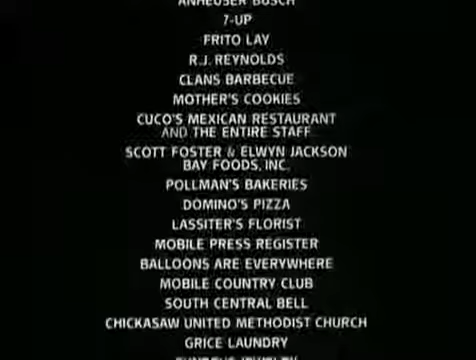 ANHEUSER BUSCH
7-UP
FRITO LAY
R.J. REYNOLDS
CLANS BARBECUE
MOTHER'S COOKIES
CUCO'S MEXICAN RESTAURANT
AND THE ENTIRE STAFF
SCOTT FOSTER & ELWYN JACKSON
BAY FOODS, INC.
POLLMAN'S BAKERIES
DOMINO'S PIZZA
LASSITER'S FLORIST
MOBILE PRESS REGISTER
BALLOONS ARE EVERYWHERE
MOBILE COUNTRY CLUB
SOUTH CENTRAL BELL
CHICKASAW UNITED METHODIST CHURCH
GRICE LAUNDRY